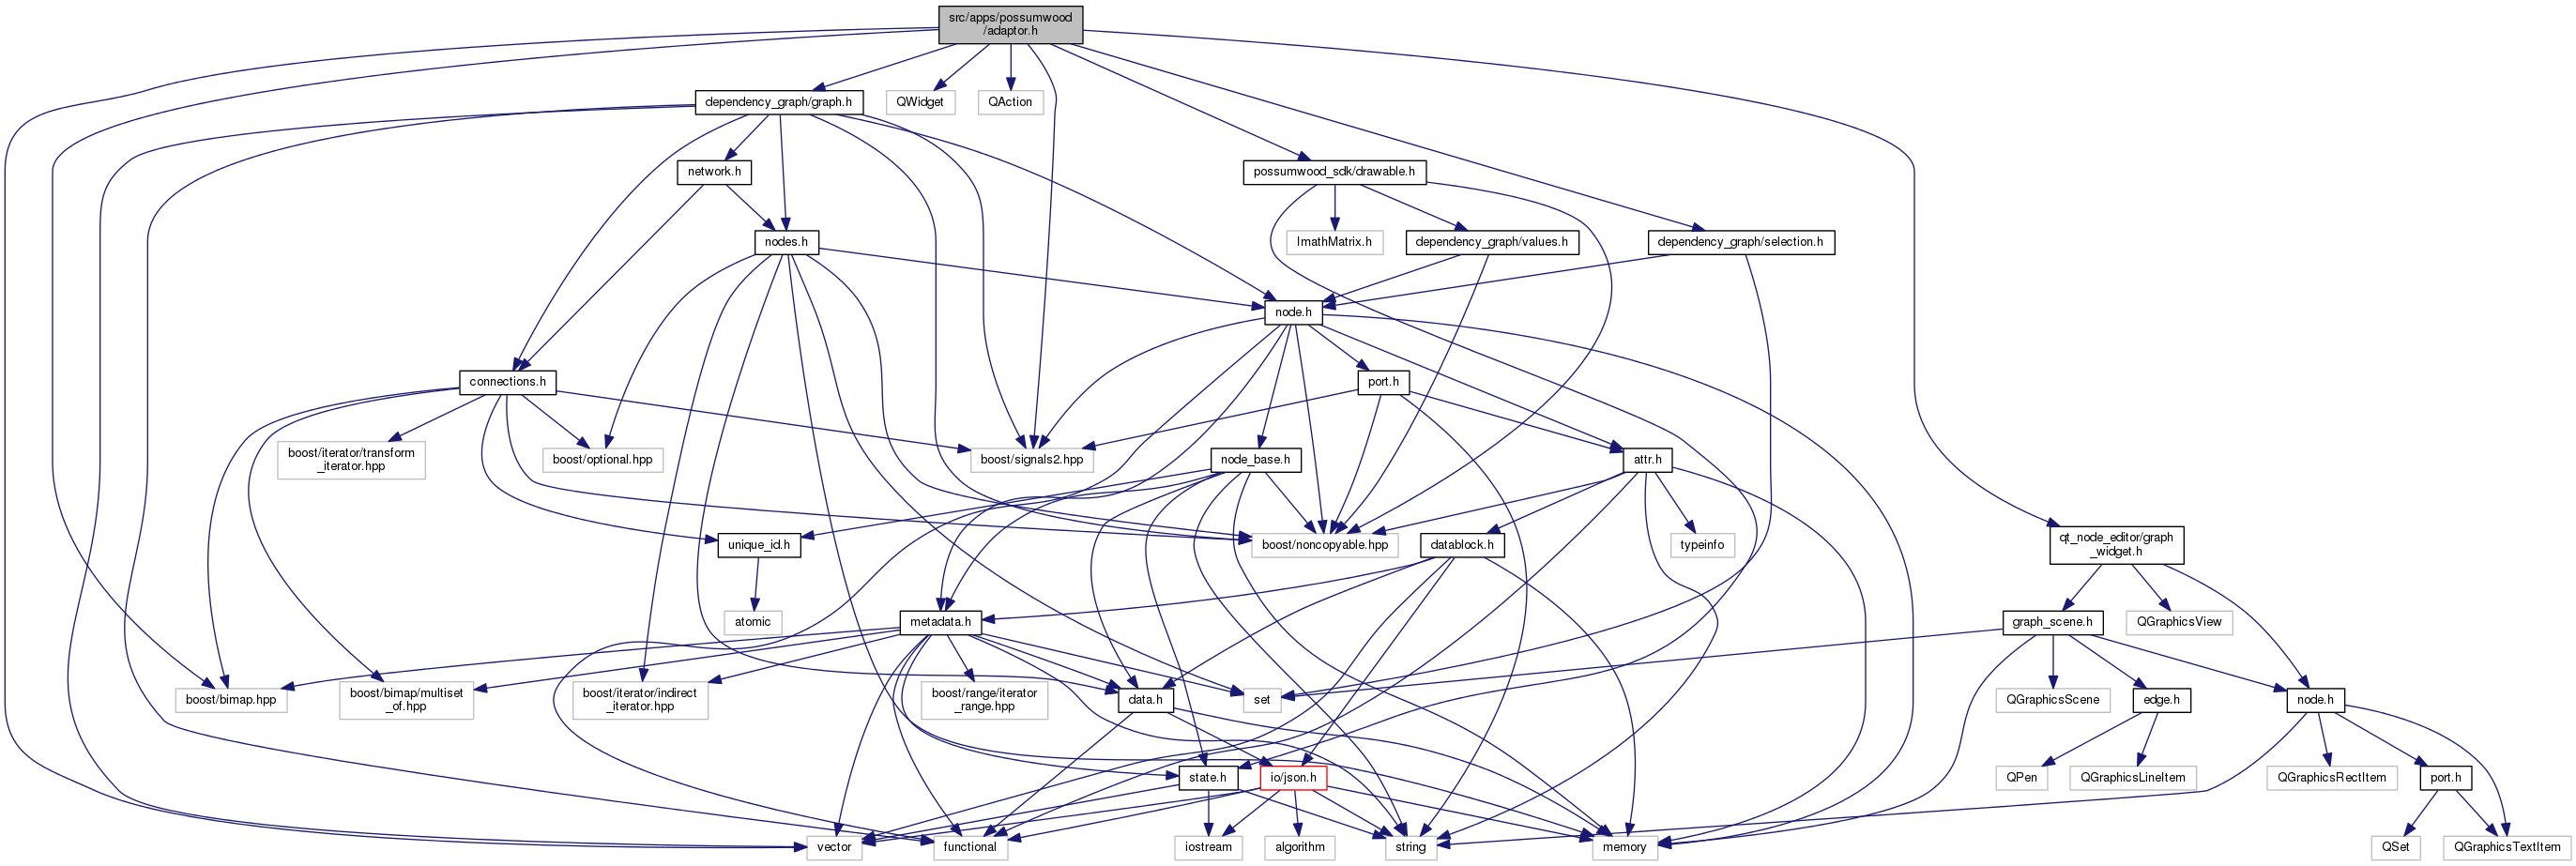 src/apps/possumwood
/adaptor.h
dependency_graph/graph.h
QWidget
QAction
network.h
possumwood_sdk/drawable.h
nodes.h
ImathMatrix.h
dependency_graph/values.h
dependency_graph/selection.h
node.h
connections.h
port.h
boost/iterator/transform
_iterator.hpp
boost/optional.hpp
boost/signals2.hpp
node_base.h
attr.h
unique_id.h
boost/noncopyable.hpp
datablock.h
typeinfo
qt_node_editor/graph
_widget.h
atomic
metadata.h
graph_scene.h
QGraphicsView
boost/bimap.hpp
boost/bimap/multiset
_of.hpp
boost/iterator/indirect
_iterator.hpp
boost/range/iterator
_range.hpp
data.h
set
QGraphicsScene
edge.h
node.h
state.h
io/json.h
QPen
QGraphicsLineItem
QGraphicsRectItem
port.h
vector
functional
iostream
algorithm
string
memory
QSet
QGraphicsTextItem